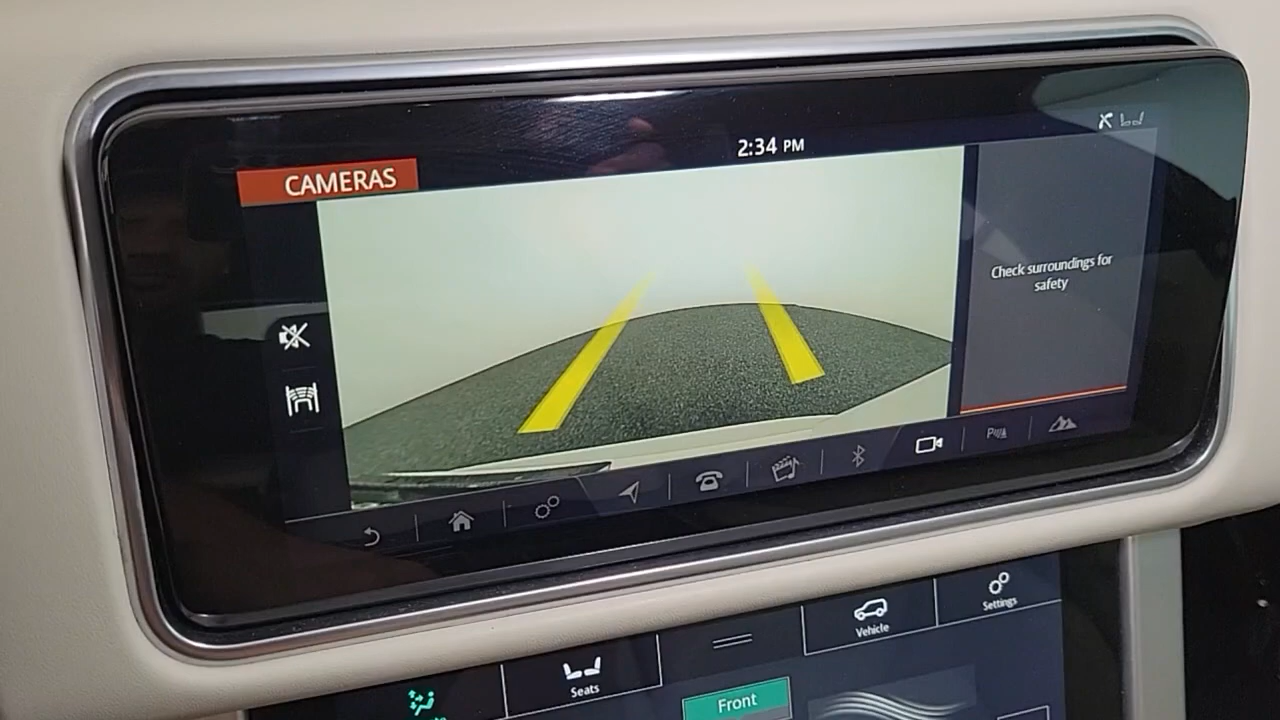 2:34 PM
CAMERAS
Check surroundings for
safety
Vehicle
Settings
Seats
Front